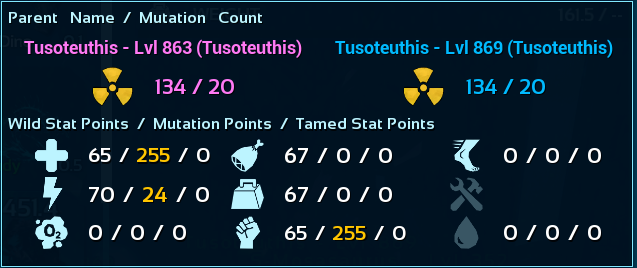 Parent Name / Mutation Count
Tusoteuthis - Lvl 863 (Tusoteuthis) Tusoteuthis - Lvl 869 (Tusoteuthis)
134 / 20 134 / 20
Wild Stat Points / Mutation Points / Tamed Stat Points
65 / 255 / 0 67 / 0 / 0 0 / 0 / 0
70 / 24 / 0 67 / 0 / 0
O2 0 / 0 / 0 65 / 255 / 0 0 / 0 / 0